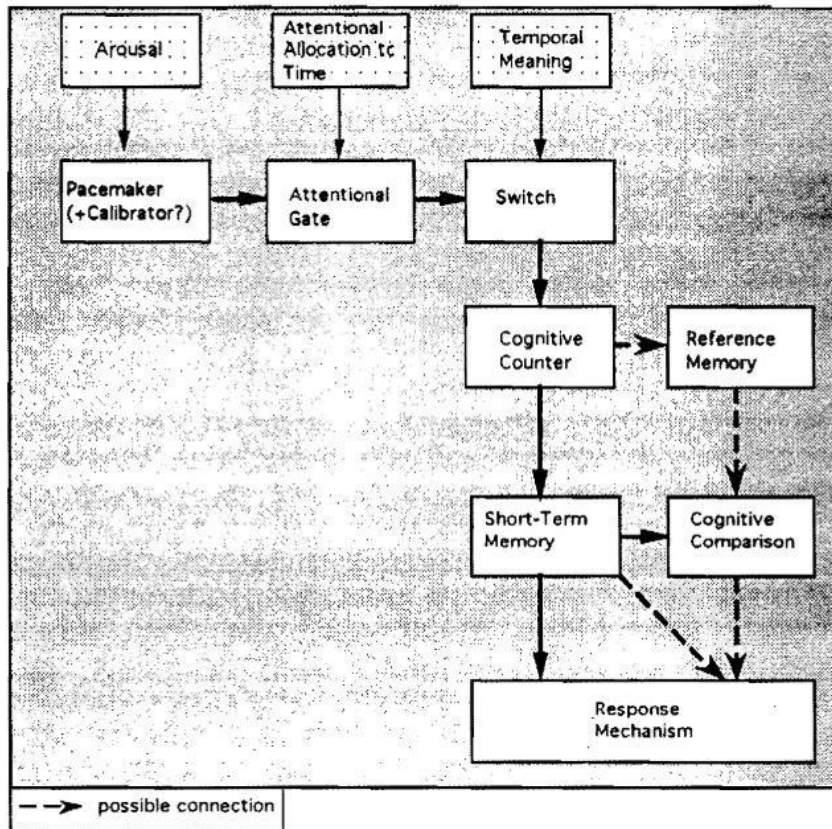 Arousal
Attentional
Allocation tc
Time
Temporal
Meaning
Pacemaker
(+Calibrator?)
Attentional
Gate
Switch
Cognitive
Counter
Reference
Memory
Short-Term
Memory
Cognitive
Comparison
Response
Mechanism
possible connection